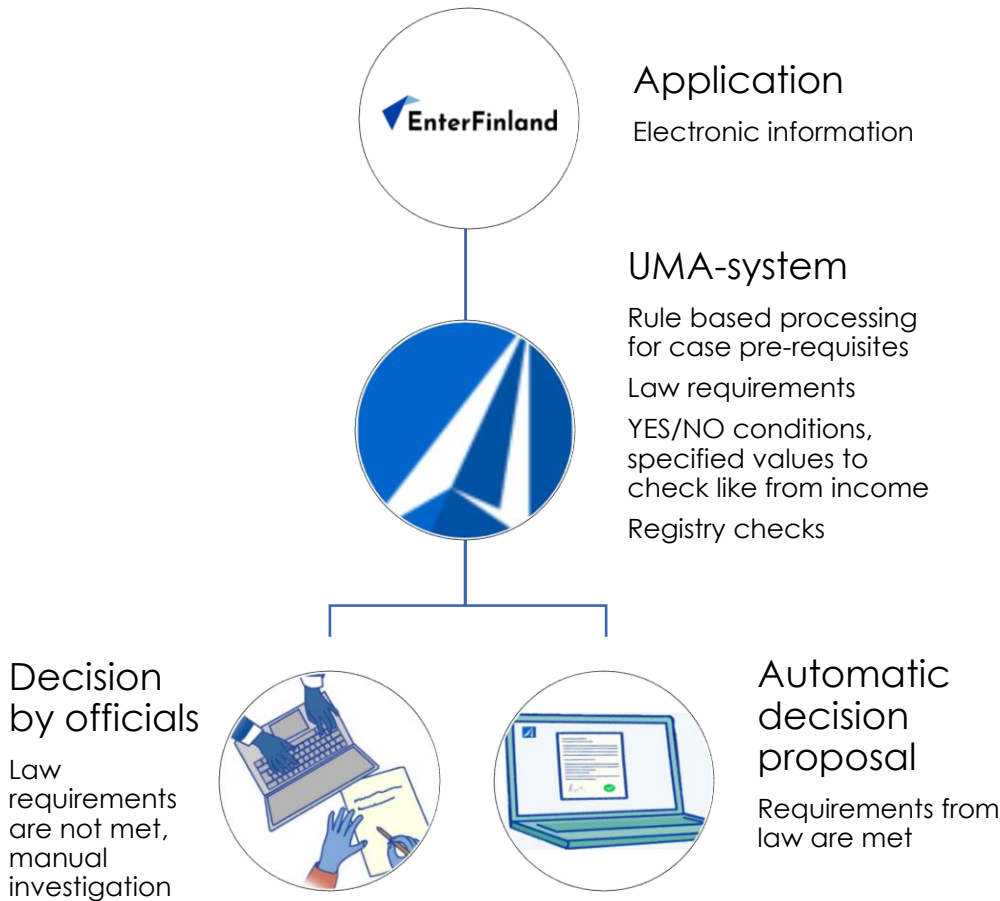 EnterFinland
Application
Electronic information
UMA-system
Rule based processing
for case pre-requisites
Law requirements
YES/NO conditions,
specified values to
check like from income
Registry checks
Decision
by officials
Law
requirements
are not met,
manual
investigation
Automatic
decision
proposal
Requirements from
law are met